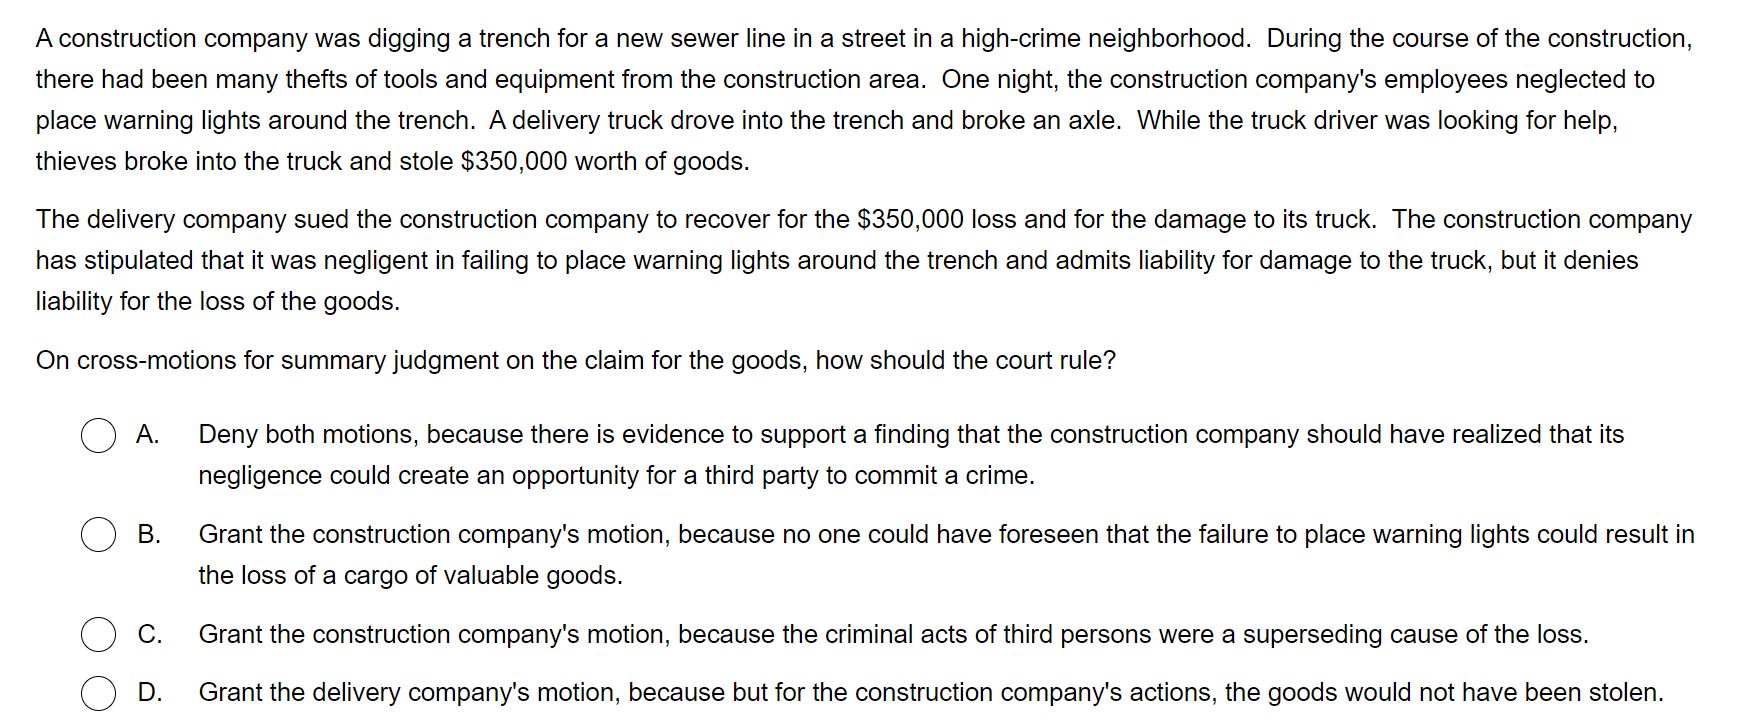 A construction company was digging a trench for a new sewer line in a street in a high-crime neighborhood.  During the course of the construction,
there had been many thefts of tools and equipment from the construction area.  One night, the construction company's employees neglected to
place warning lights around the trench.  A delivery truck drove into the trench and broke an axle.  While the truck driver was looking for help,
thieves broke into the truck and stole $350,000 worth of goods.
The delivery company sued the construction company to recover for the $350,000 loss and for the damage to its truck.  The construction company
has stipulated that it was negligent in failing to place warning lights around the trench and admits liability for damage to the truck, but it denies
liability for the loss of the goods.
On cross-motions for summary judgment on the claim for the goods, how should the court rule?
A. Deny both motions, because there is evidence to support a finding that the construction company should have realized that its
negligence could create an opportunity for a third party to commit a crime.
B. Grant the construction company's motion, because no one could have foreseen that the failure to place warning lights could result in
the loss of a cargo of valuable goods.
C. Grant the construction company's motion, because the criminal acts of third persons were a superseding cause of the loss.
D. Grant the delivery company's motion, because but for the construction company's actions, the goods would not have been stolen.